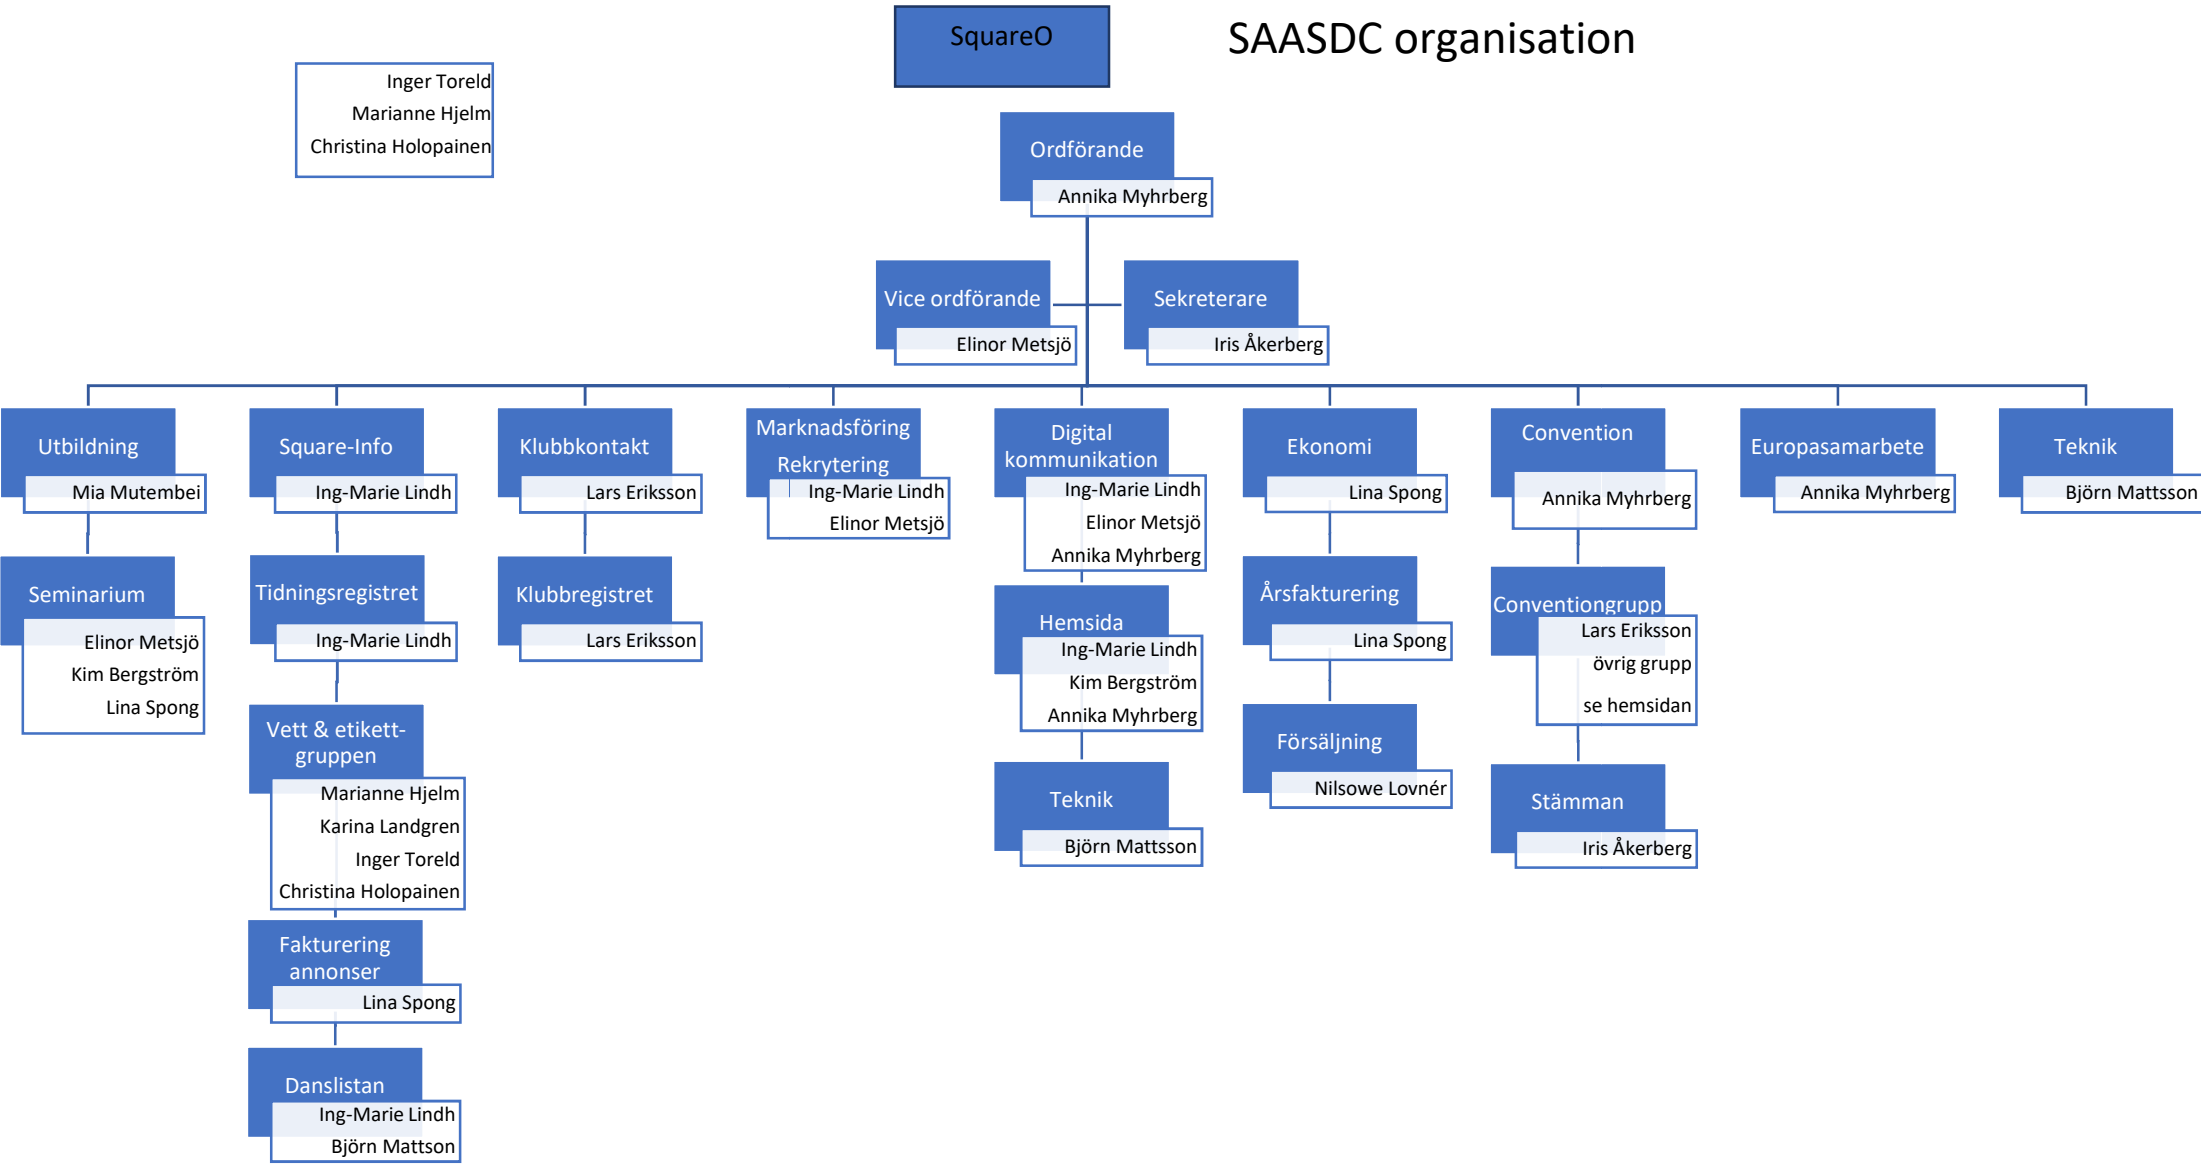 SquareO
SAASDC organisation
Inger Toreld
Marianne Hjelm
Christina Holopainen
Ordförande
Annika Myhrberg
Vice ordförande
Elinor Metsjö
Sekreterare
Iris Åkerberg
Utbildning
Mia Mutembei
Seminarium
Elinor Metsjö
Kim Bergström
Lina Spong
Square-Info
Ing-Marie Lindh
Tidningsregistret
Ing-Marie Lindh
Vett & etikett-
gruppen
Marianne Hjelm
Karina Landgren
Inger Toreld
Christina Holopainen
Fakturering
annonser
Lina Spong
Danslistan
Ing-Marie Lindh
Björn Mattson
Klubbkontakt
Lars Eriksson
Klubbregistret
Lars Eriksson
Marknadsföring
Rekrytering
Ing-Marie Lindh
Elinor Metsjö
Digital
kommunikation
Ing-Marie Lindh
Elinor Metsjö
Annika Myhrberg
Hemsida
Ing-Marie Lindh
Kim Bergström
Annika Myhrberg
Teknik
Björn Mattsson
Ekonomi
Lina Spong
Årsfakturering
Lina Spong
Försäljning
Nilsowe Lovnér
Convention
Annika Myhrberg
Conventiongrupp
Lars Eriksson
övrig grupp
se hemsidan
Stämman
Iris Åkerberg
Europasamarbete
Annika Myhrberg
Teknik
Björn Mattsson